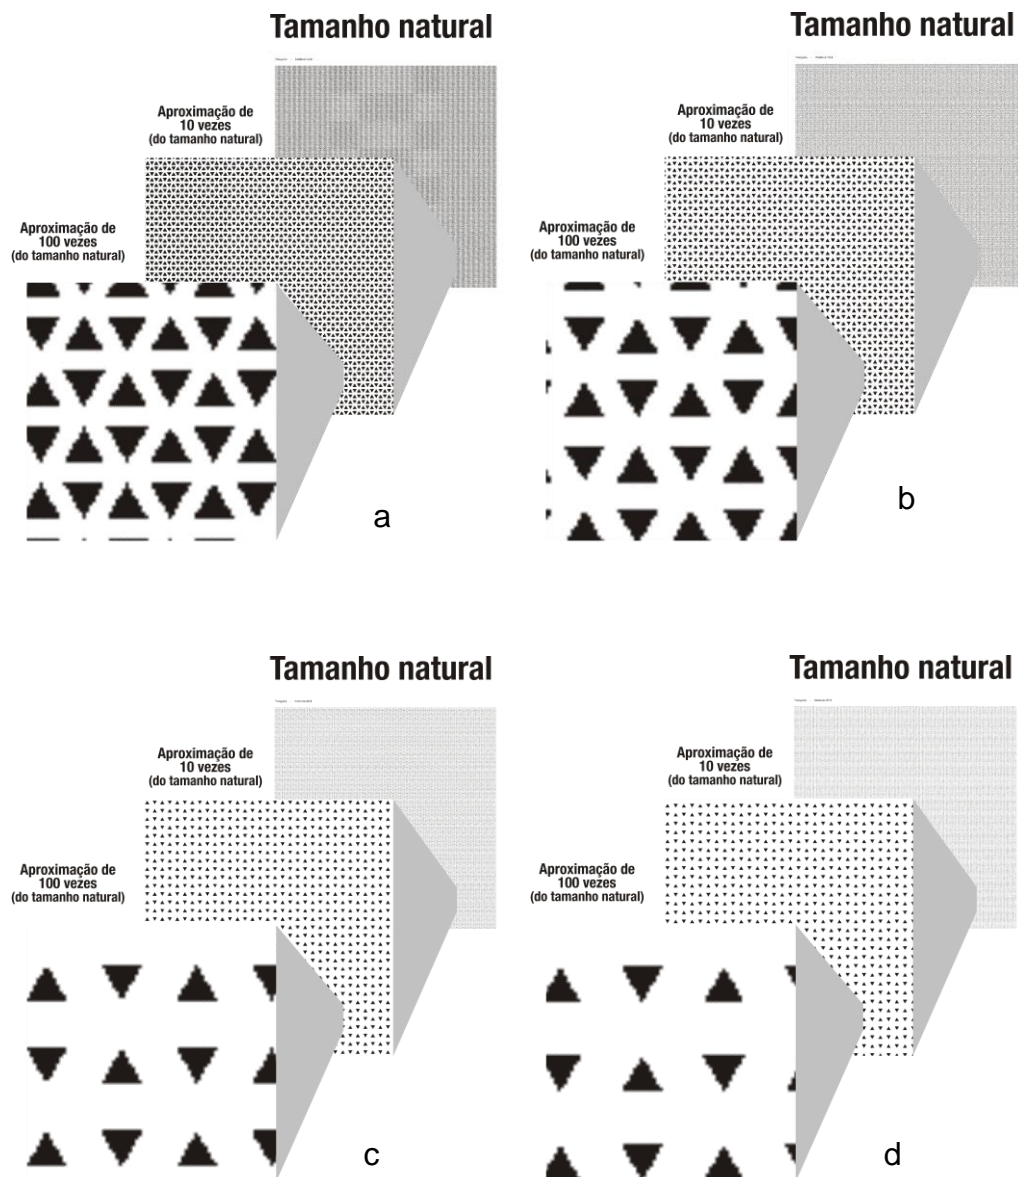 Tamanho natural
Aproximação de
10 vezes
(do tamanho natural)
Aproximação de
100 vezes
(do tamanho natural)
a
Tamanho natural
Aproximação de
10 vezes
(do tamanho natural)
Aproximação de
100 vezes
(do tamanho natural)
b
Tamanho natural
Aproximação de
10 vezes
(do tamanho natural)
Aproximação de
100 vezes
(do tamanho natural)
c
Tamanho natural
Aproximação de
10 vezes
(do tamanho natural)
Aproximação de
100 vezes
(do tamanho natural)
d